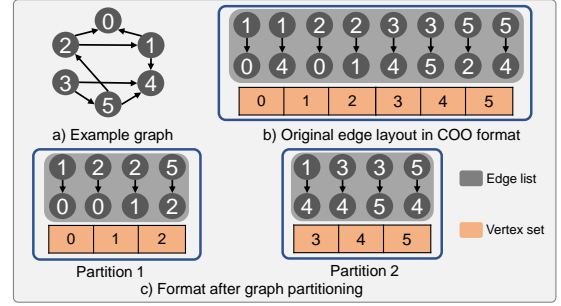 0
2 1
3 4
5
a) Example graph
1 1 2 2 3 3 5 5
0 4 0 1 4 5 2 4
0 1 2 3 4 5
b) Original edge layout in COO format
1 2 2 5
0 0 1 2
0 1 2
Partition 1
1 3 3 5
4 4 5 4
3 4 5
Partition 2
Edge list
Vertex set
c) Format after graph partitioning